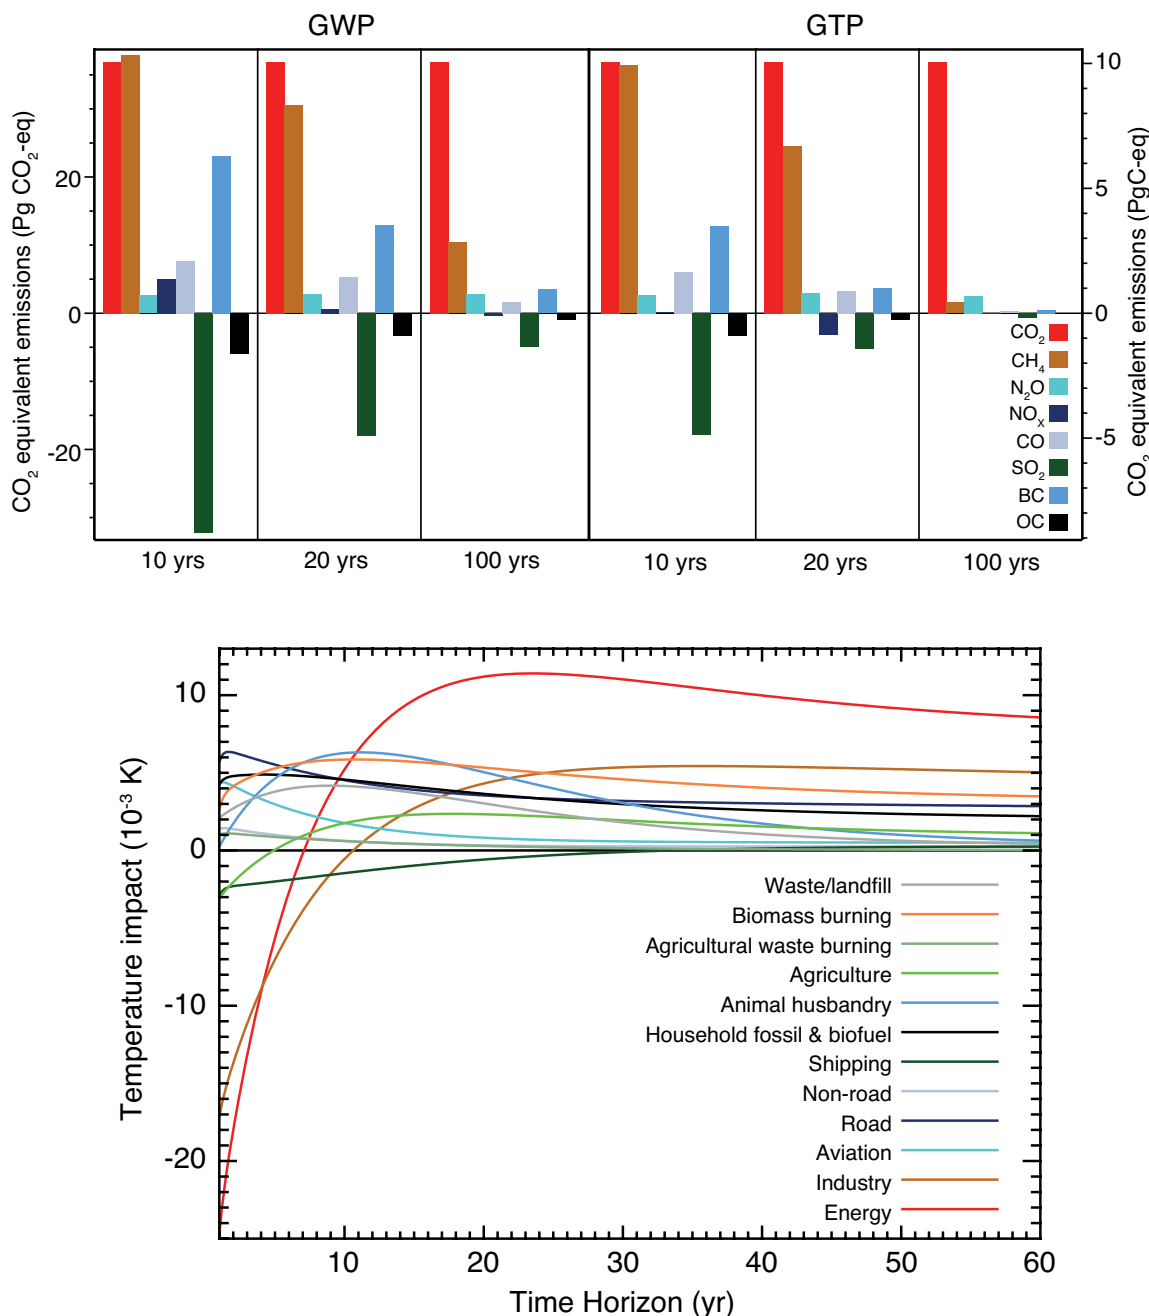 GWP GTP
CO₂ equivalent emissions (Pg CO₂-eq)
20
0
-20
10
5
0
-5
CO₂ equivalent emissions (PgC-eq)
CO₂
CH₄
N₂O
NOₓ
CO
SO₂
BC
OC
10 yrs 20 yrs 100 yrs 10 yrs 20 yrs 100 yrs
Temperature impact (10⁻³ K)
10
0
-10
-20
Waste/landfill
Biomass burning
Agricultural waste burning
Agriculture
Animal husbandry
Household fossil & biofuel
Shipping
Non-road
Road
Aviation
Industry
Energy
10 20 30 40 50 60
Time Horizon (yr)